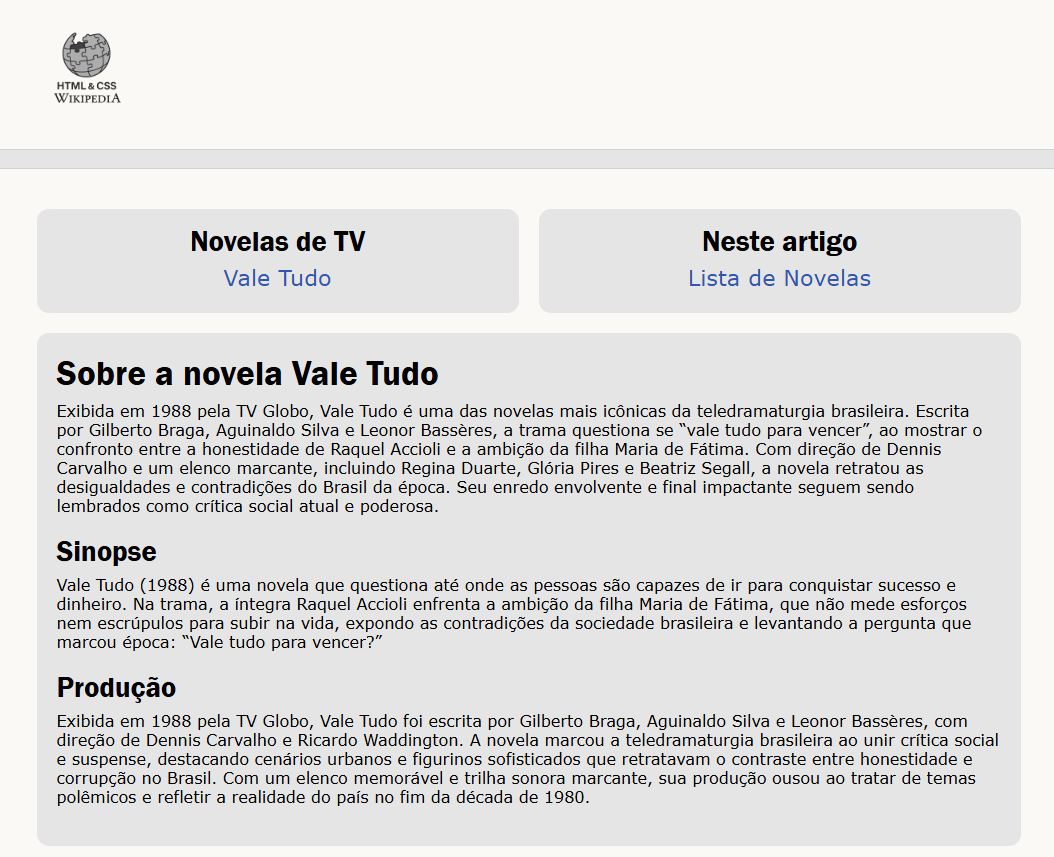 HTML & CSS
WIKIPEDIA
Novelas de TV
Vale Tudo
Neste artigo
Lista de Novelas
Sobre a novela Vale Tudo
Exibida em 1988 pela TV Globo, Vale Tudo é uma das novelas mais icônicas da teledramaturgia brasileira. Escrita
por Gilberto Braga, Aguinaldo Silva e Leonor Bassères, a trama questiona se “vale tudo para vencer”, ao mostrar o
confronto entre a honestidade de Raquel Accioli e a ambição da filha Maria de Fátima. Com direção de Dennis
Carvalho e um elenco marcante, incluindo Regina Duarte, Glória Pires e Beatriz Segall, a novela retratou as
desigualdades e contradições do Brasil da época. Seu enredo envolvente e final impactante seguem sendo
lembrados como crítica social atual e poderosa.
Sinopse
Vale Tudo (1988) é uma novela que questiona até onde as pessoas são capazes de ir para conquistar sucesso e
dinheiro. Na trama, a íntegra Raquel Accioli enfrenta a ambição da filha Maria de Fátima, que não mede esforços
nem escrúpulos para subir na vida, expondo as contradições da sociedade brasileira e levantando a pergunta que
marcou época: “Vale tudo para vencer?”
Produção
Exibida em 1988 pela TV Globo, Vale Tudo foi escrita por Gilberto Braga, Aguinaldo Silva e Leonor Bassères, com
direção de Dennis Carvalho e Ricardo Waddington. A novela marcou a teledramaturgia brasileira ao unir crítica social
e suspense, destacando cenários urbanos e figurinos sofisticados que retratavam o contraste entre honestidade e
corrupção no Brasil. Com um elenco memorável e trilha sonora marcante, sua produção ousou ao tratar de temas
polêmicos e refletir a realidade do país no fim da década de 1980.